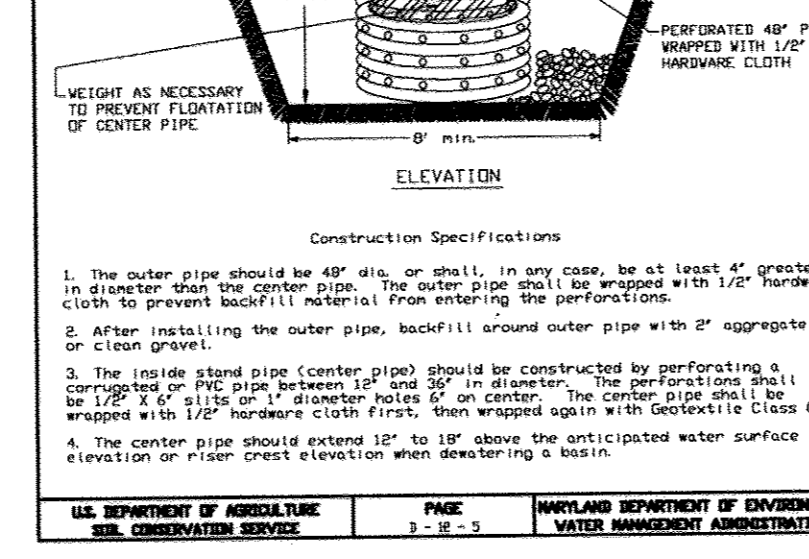 PERFORATED 48" P
WRAPPED WITH 1/2"
HARDWARE CLOTH
WEIGHT AS NECESSARY
TO PREVENT FLOATATION
OF CENTER PIPE
8' min.
ELEVATION
Construction Specifications
1. The outer pipe should be 48" dia. or shall, in any case, be at least 4" greate
in diameter than the center pipe. The outer pipe shall be wrapped with 1/2" hardw
cloth to prevent backfill material from entering the perforations.
2. After installing the outer pipe, backfill around outer pipe with 2" aggregate
or clean gravel.
3. The inside stand pipe (center pipe) should be constructed by perforating a
corrugated or PVC pipe between 12" and 36" in diameter. The perforations shall
be 1/2" X 6" slits or 1" diameter holes 6" on center. The center pipe shall be
wrapped with 1/2" hardware cloth first, then wrapped again with Geotextile Class
4. The center pipe should extend 12" to 18" above the anticipated water surface
elevation or riser crest elevation when dewatering a basin.
U.S. DEPARTMENT OF AGRICULTURE
SOIL CONSERVATION SERVICE
PAGE
D - 12 - 5
MARYLAND DEPARTMENT OF ENVIRON
WATER MANAGEMENT ADMINISTRATI